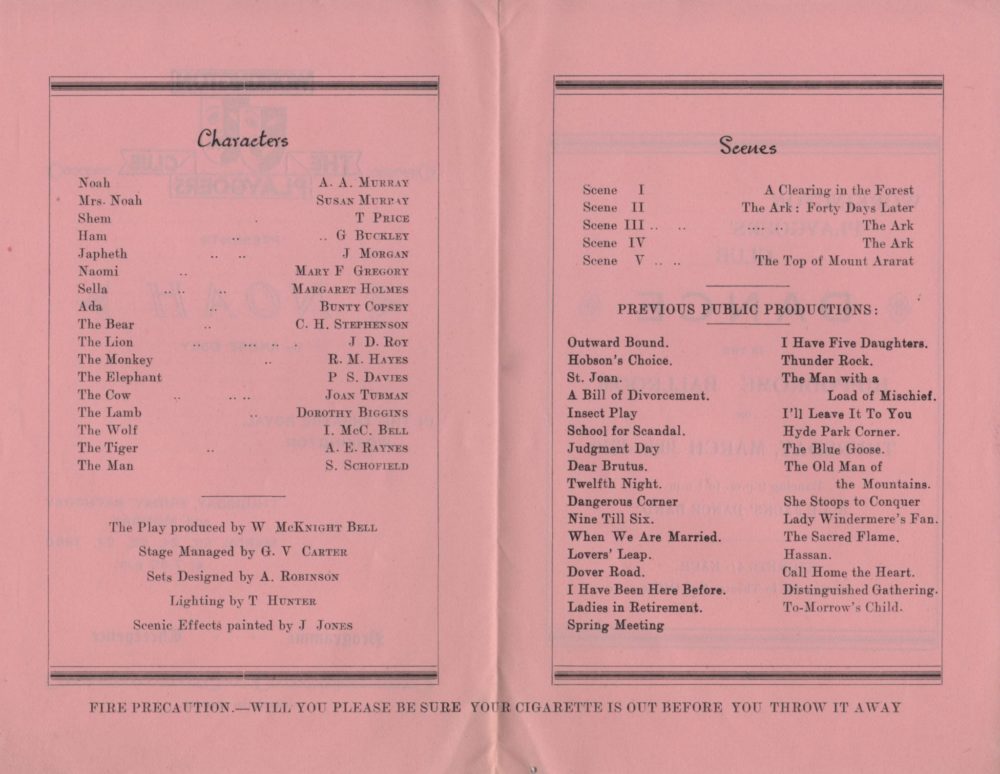 Characters
Noah A. A. MURRAY
Mrs. Noah SUSAN MURRAY
Shem . T PRICE
Ham .. G BUCKLEY
Japheth .. .. J MORGAN
Naomi .. MARY F GREGORY
Sella .. .. .. MARGARET HOLMES
Ada .. BUNTY COPSEY
The Bear .. C. H. STEPHENSON
The Lion .. .. .. J D. ROY
The Monkey .. R. M. HAYES
The Elephant P S. DAVIES
The Cow .. .. .. JOAN TUBMAN
The Lamb .. DOROTHY BIGGINS
The Wolf I. McC. BELL
The Tiger .. A. E. RAYNES
The Man S. SCHOFIELD
The Play produced by W McKNIGHT BELL
Stage Managed by G. V CARTER
Sets Designed by A. ROBINSON
Lighting by T HUNTER
Scenic Effects painted by J JONES
Scenes
Scene I A Clearing in the Forest
Scene II The Ark: Forty Days Later
Scene III .. .. .. .. The Ark
Scene IV The Ark
Scene V .. .. The Top of Mount Ararat
PREVIOUS PUBLIC PRODUCTIONS:
Outward Bound.
Hobson's Choice.
St. Joan.
A Bill of Divorcement.
Insect Play
School for Scandal.
Judgment Day
Dear Brutus.
Twelfth Night.
Dangerous Corner
Nine Till Six.
When We Are Married.
Lovers' Leap.
Dover Road.
I Have Been Here Before.
Ladies in Retirement.
Spring Meeting
I Have Five Daughters.
Thunder Rock.
The Man with a
Load of Mischief.
I'll Leave It To You
Hyde Park Corner.
The Blue Goose.
The Old Man of
the Mountains.
She Stoops to Conquer
Lady Windermere's Fan.
The Sacred Flame.
Hassan.
Call Home the Heart.
Distinguished Gathering.
To-Morrow's Child.
FIRE PRECAUTION.—WILL YOU PLEASE BE SURE YOUR CIGARETTE IS OUT BEFORE YOU THROW IT AWAY